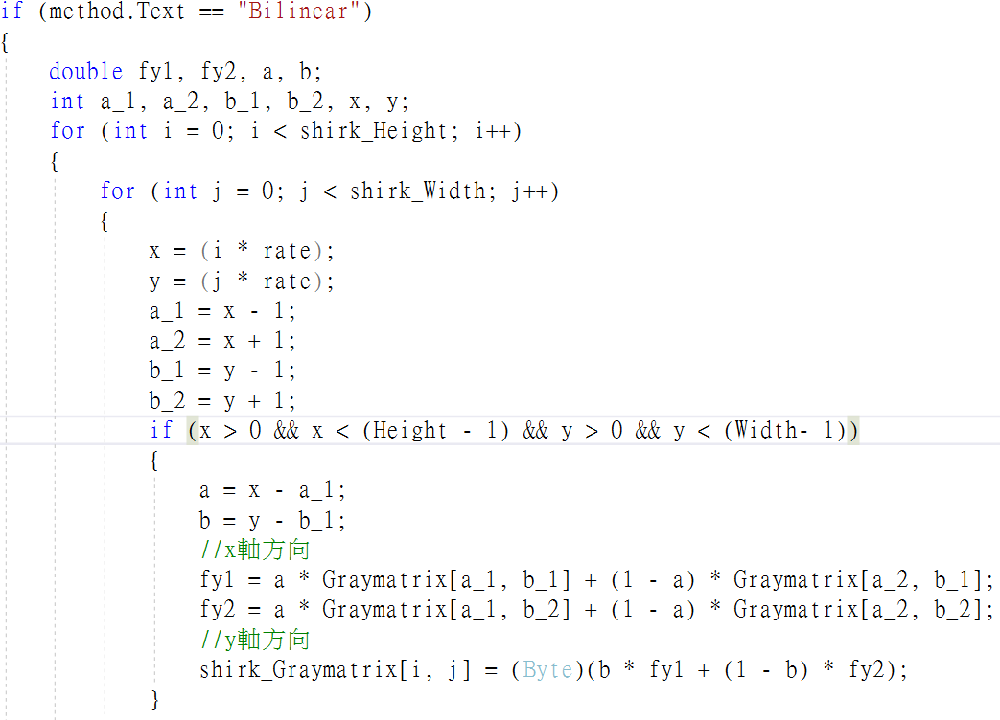 if (method.Text == "Bilinear")
{
double fy1, fy2, a, b;
int a_1, a_2, b_1, b_2, x, y;
for (int i = 0; i < shirk_Height; i++)
{
for (int j = 0; j < shirk_Width; j++)
{
x = (i * rate);
y = (j * rate);
a_1 = x - 1;
a_2 = x + 1;
b_1 = y - 1;
b_2 = y + 1;
if (x > 0 && x < (Height - 1) && y > 0 && y < (Width- 1))
{
a = x - a_1;
b = y - b_1;
//x軸方向
fy1 = a * Graymatrix[a_1, b_1] + (1 - a) * Graymatrix[a_2, b_1];
fy2 = a * Graymatrix[a_1, b_2] + (1 - a) * Graymatrix[a_2, b_2];
//y軸方向
shirk_Graymatrix[i, j] = (Byte)(b * fy1 + (1 - b) * fy2);
}